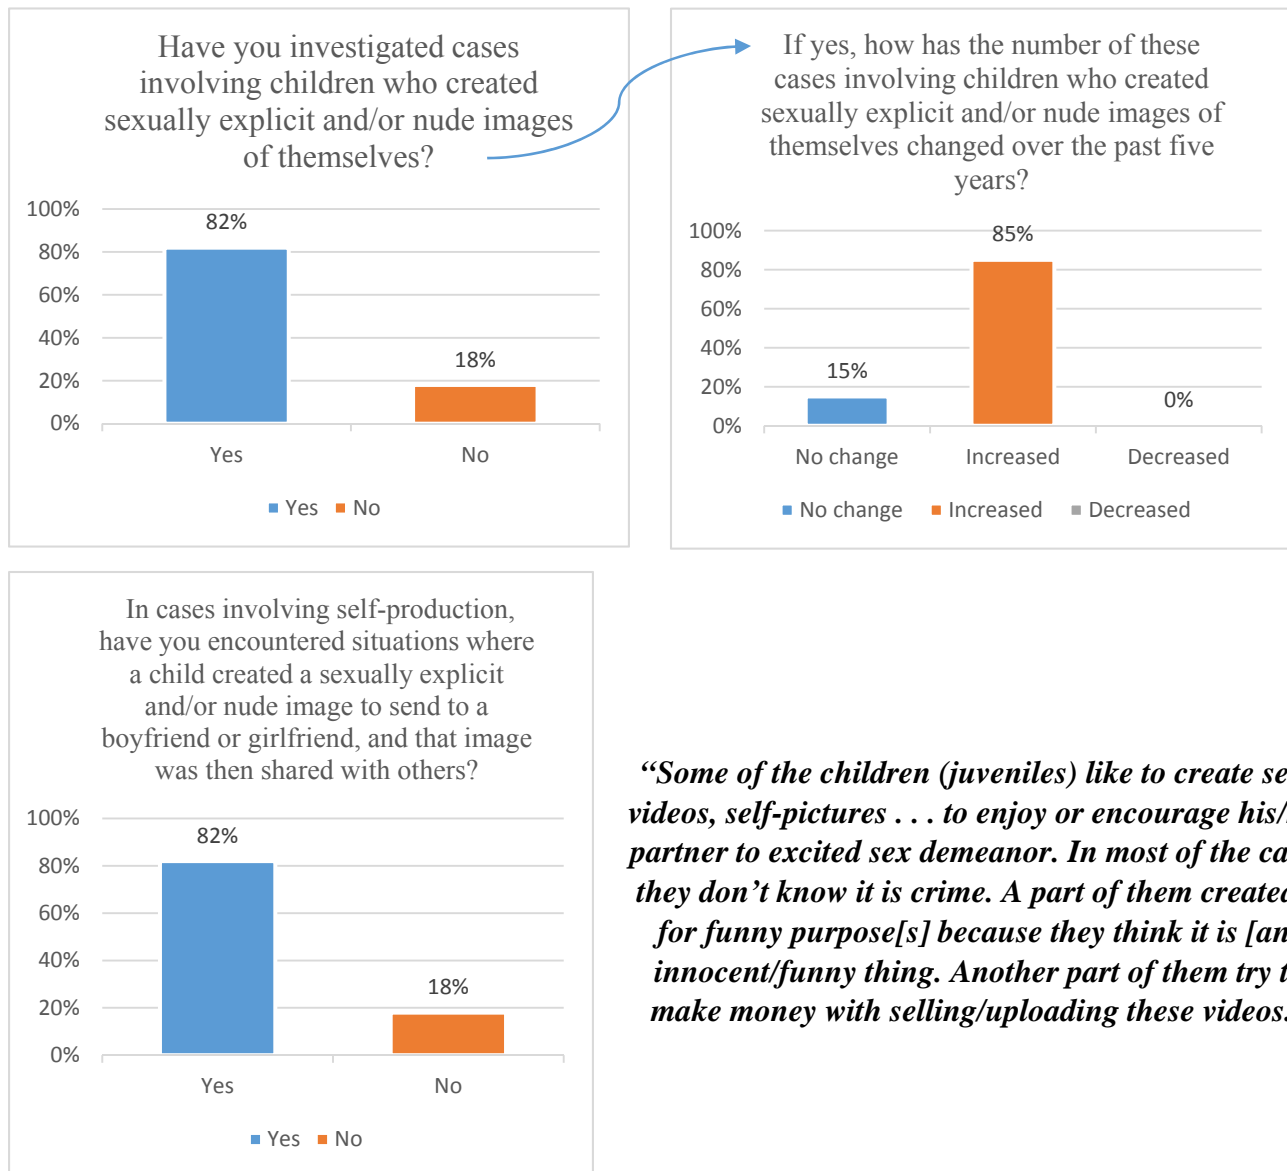 Have you investigated cases
involving children who created
sexually explicit and/or nude images
of themselves?
100%
80%
60%
40%
20%
0%
82%
18%
Yes
No
Yes No
If yes, how has the number of these
cases involving children who created
sexually explicit and/or nude images of
themselves changed over the past five
years?
100%
80%
60%
40%
20%
0%
15%
85%
0%
No change
Increased
Decreased
No change Increased Decreased
In cases involving self-production,
have you encountered situations where
a child created a sexually explicit
and/or nude image to send to a
boyfriend or girlfriend, and that image
was then shared with others?
100%
80%
60%
40%
20%
0%
82%
18%
Yes
No
Yes No
“Some of the children (juveniles) like to create
videos, self-pictures . . . to enjoy or encourage his/
partner to excited sex demeanor. In most of the
they don’t know it is crime. A part of them created
for funny purpose[s] because they think it is [an
innocent/funny thing. Another part of them try
make money with selling/uploading these videos.